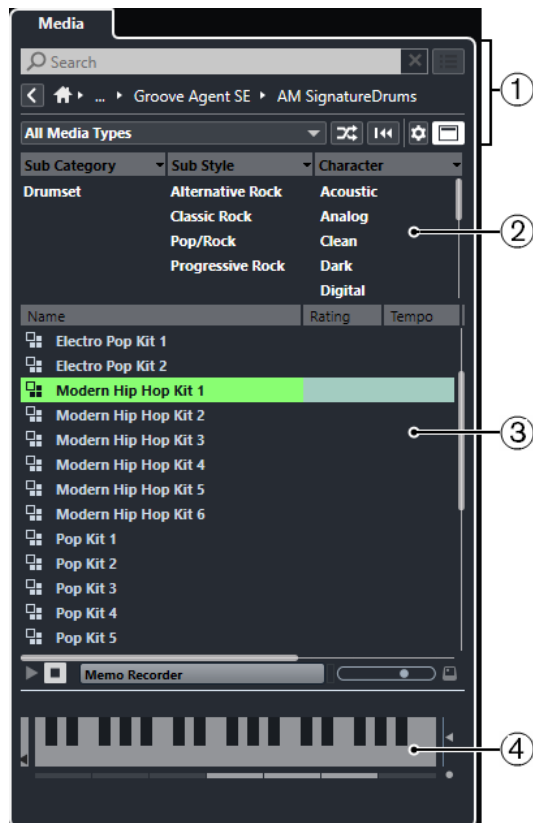 Media
Search
... Groove Agent SE AM SignatureDrums
All Media Types
Sub Category Sub Style Character
Drumset Alternative Rock Acoustic
Classic Rock Analog
Pop/Rock Clean
Progressive Rock Dark
Digital
Name Rating Tempo
Electro Pop Kit 1
Electro Pop Kit 2
Modern Hip Hop Kit 1
Modern Hip Hop Kit 2
Modern Hip Hop Kit 3
Modern Hip Hop Kit 4
Modern Hip Hop Kit 5
Modern Hip Hop Kit 6
Pop Kit 1
Pop Kit 2
Pop Kit 3
Pop Kit 4
Pop Kit 5
Memo Recorder
1
2
3
4